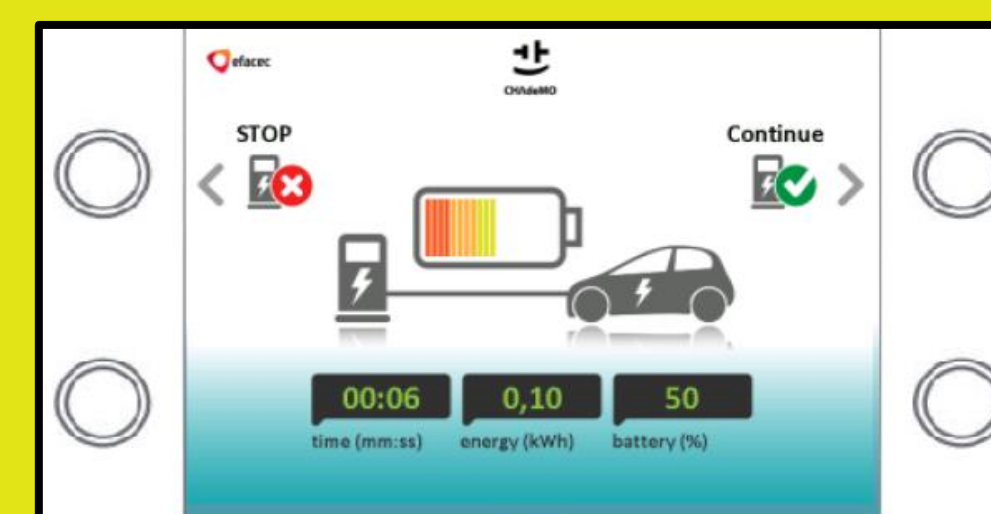 efacec
CHAdeMO
STOP
Continue
00:06
0,10
50
time (mm:ss)
energy (kWh)
battery (%)